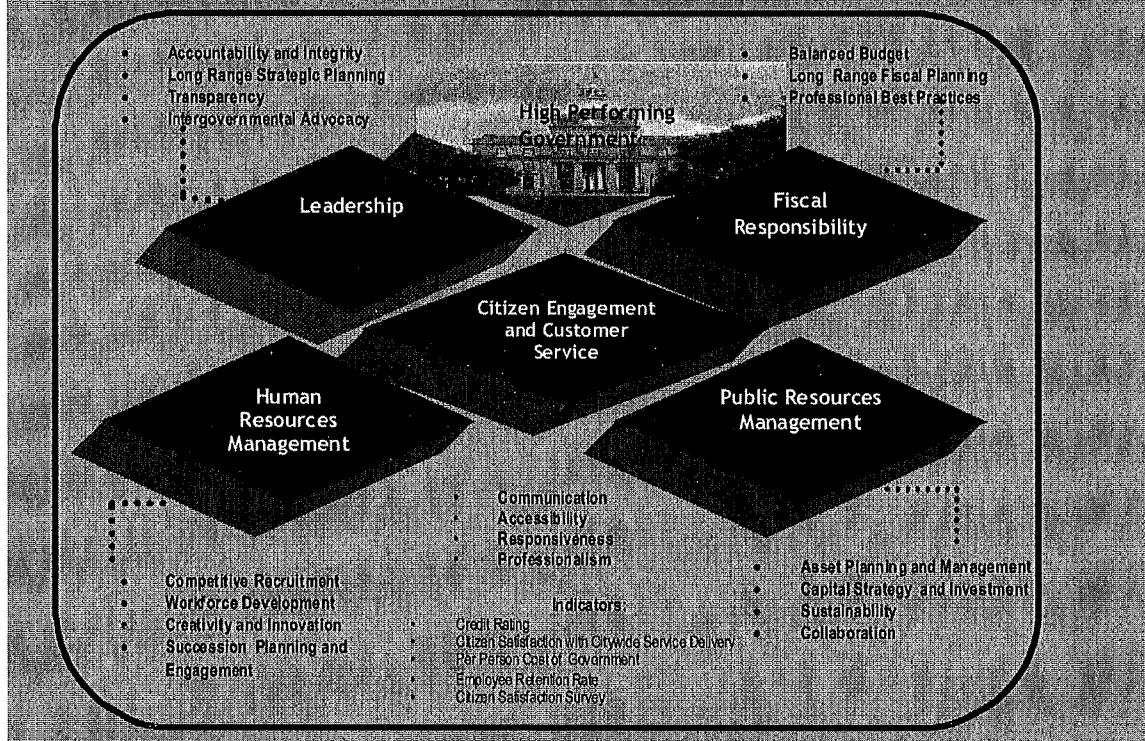 Accountability and Integrity
Long Range Strategic Planning
Transparency
Intergovernmental Advocacy
Balanced Budget
Long Range Fiscal Planning
Professional Best Practices
High Performing
Government
Leadership
Fiscal
Responsibility
Citizen Engagement
and Customer
Service
Human
Resources
Management
Public Resources
Management
Communication
Accessibility
Responsiveness
Professionalism
Competitive Recruitment
Workforce Development
Creativity and Innovation
Succession Planning and
Engagement
Asset Planning and Management
Capital Strategy and Investment
Sustainability
Collaboration
Indicators:
Credit Rating
Citizen Satisfaction with Citywide Service Delivery
Per Person Cost of Government
Employee Retention Rate
Citizen Satisfaction Survey